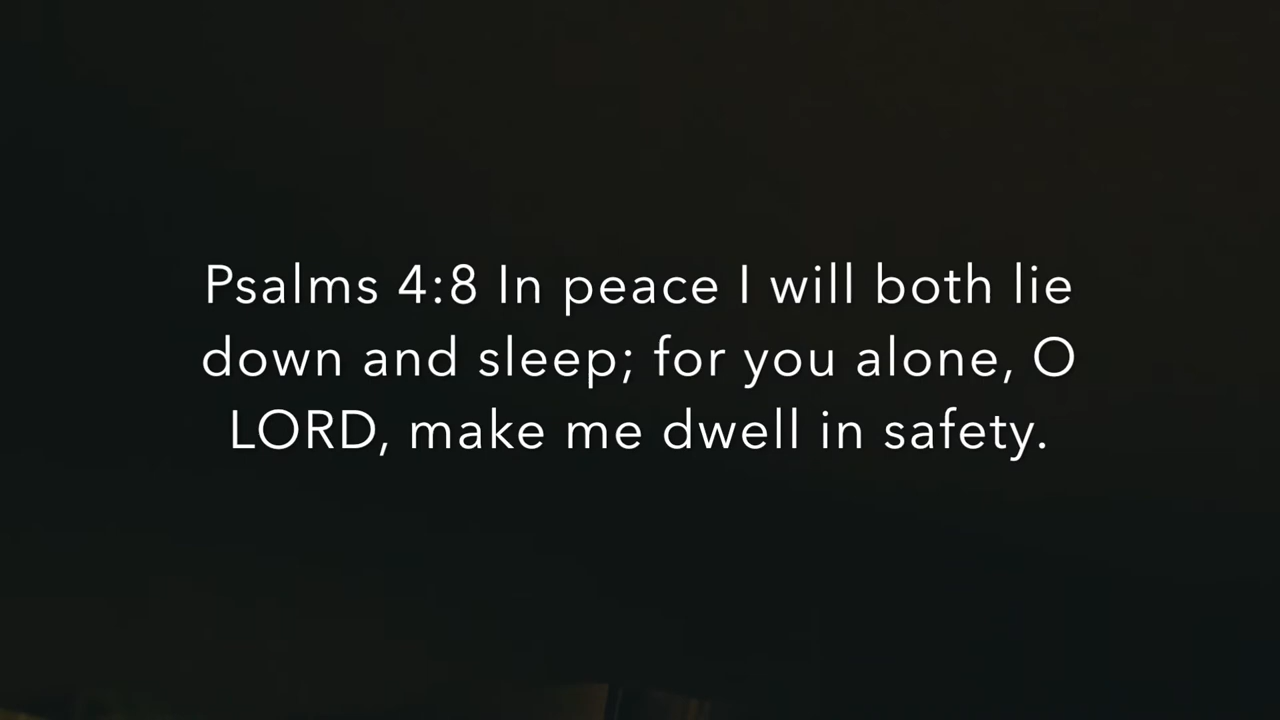 Psalms 4:8 In peace I will both lie
down and sleep; for you alone, O
LORD, make me dwell in safety.